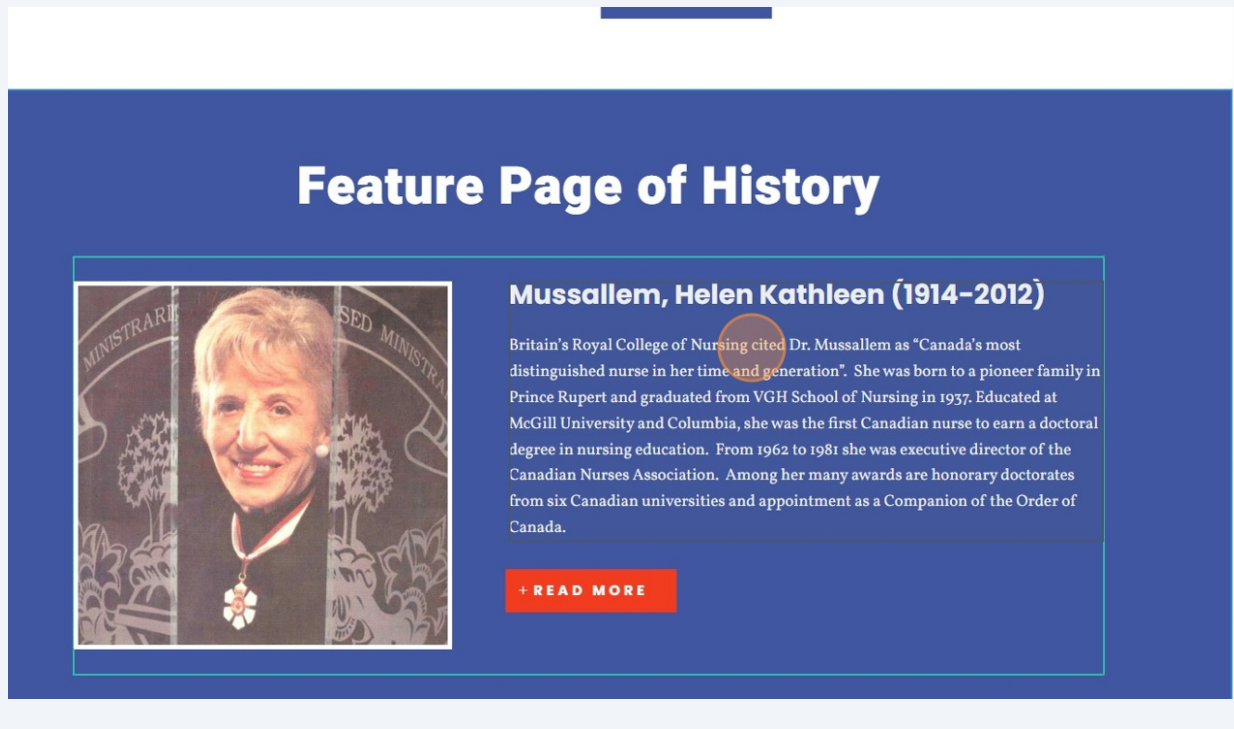 Feature Page of History
MINISTRARE
SED MINISTRA
Mussallem, Helen Kathleen (1914-2012)
Britain's Royal College of Nursing cited Dr. Mussallem as “Canada's most
distinguished nurse in her time and generation”. She was born to a pioneer family in
Prince Rupert and graduated from VGH School of Nursing in 1937. Educated at
McGill University and Columbia, she was the first Canadian nurse to earn a doctoral
degree in nursing education. From 1962 to 1981 she was executive director of the
Canadian Nurses Association. Among her many awards are honorary doctorates
from six Canadian universities and appointment as a Companion of the Order of
Canada.
+ READ MORE